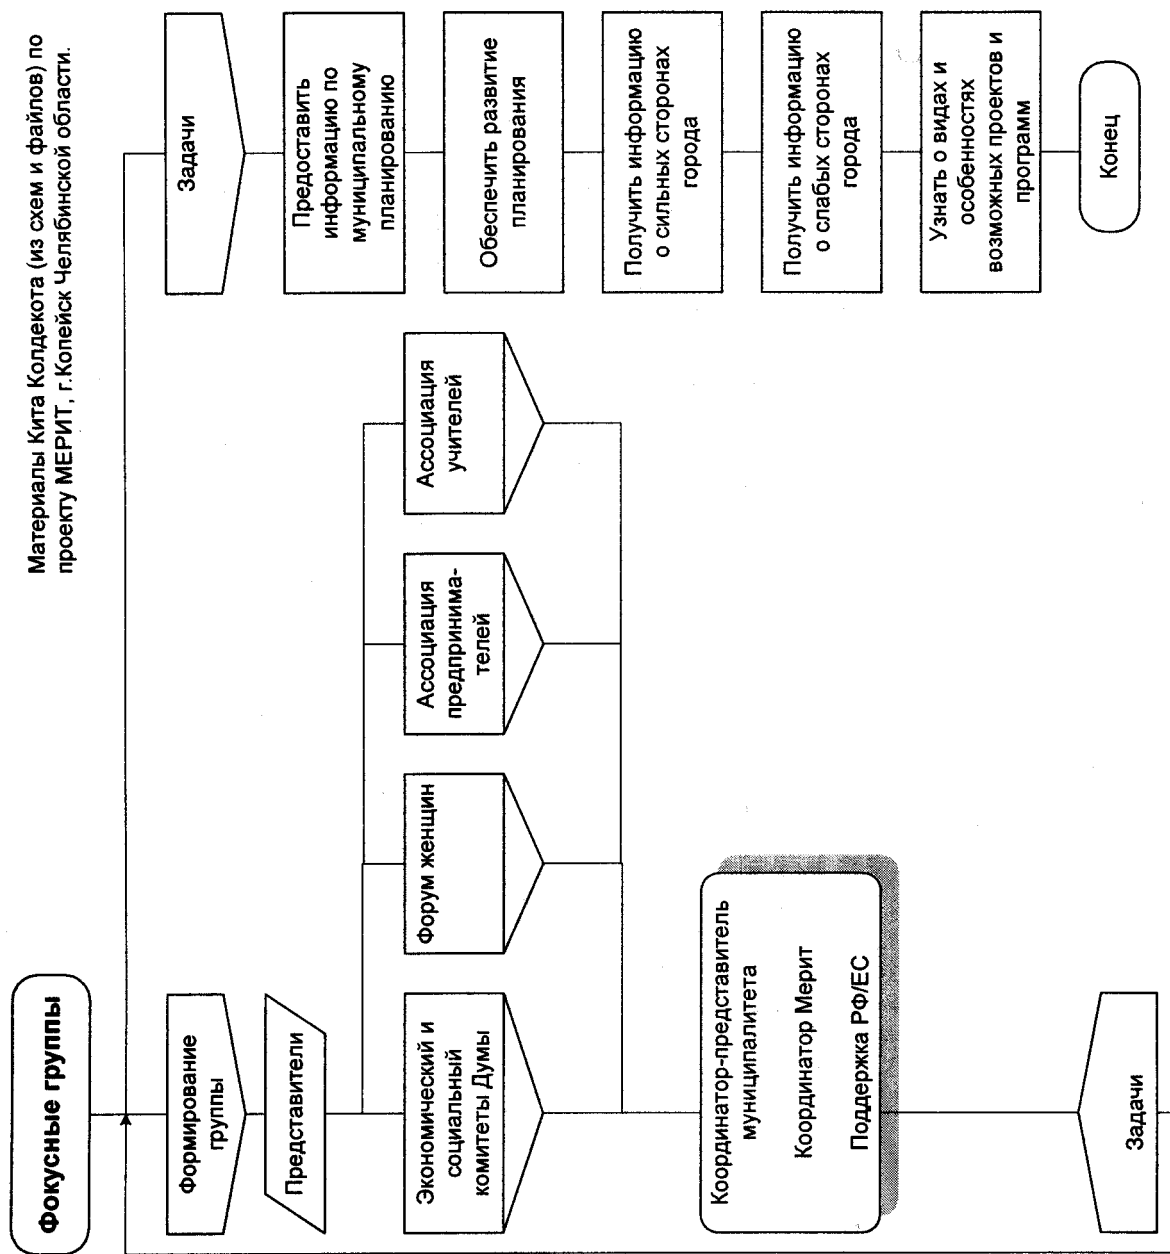 Материалы Кита Колдекота (из схем и файлов) по
проекту МЕРИТ, г.Копейск Челябинской области.
Фокусные группы
Формирование
группы
Представители
Экономический и
социальный
комитеты Думы
Форум женщин
Ассоциация
предпринима-
телей
Ассоциация
учителей
Координатор-представитель
муниципалитета
Координатор Мерит
Поддержка РФ/ЕС
Задачи
Задачи
Предоставить
информацию по
муниципальному
планированию
Обеспечить развитие
планирования
Получить информацию
о сильных сторонах
города
Получить информацию
о слабых сторонах
города
Узнать о видах и
особенностях
возможных проектов и
программ
Конец